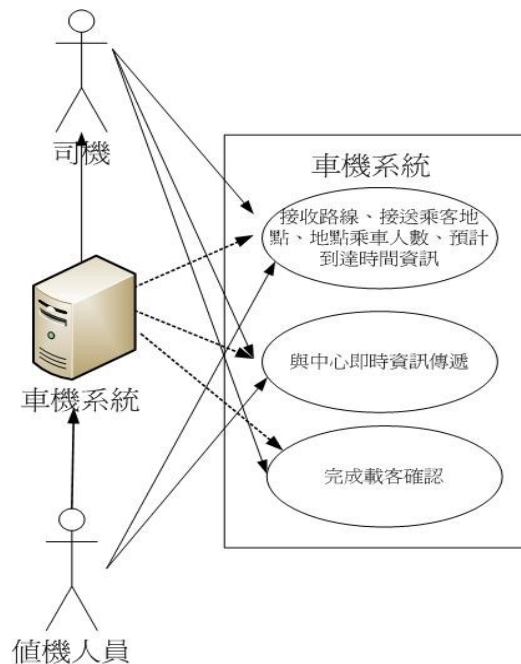 司機
車機系統
接收路線、接送乘客地
點、地點乘車人數、預計
到達時間資訊
車機系統
與中心即時資訊傳遞
完成載客確認
值機人員